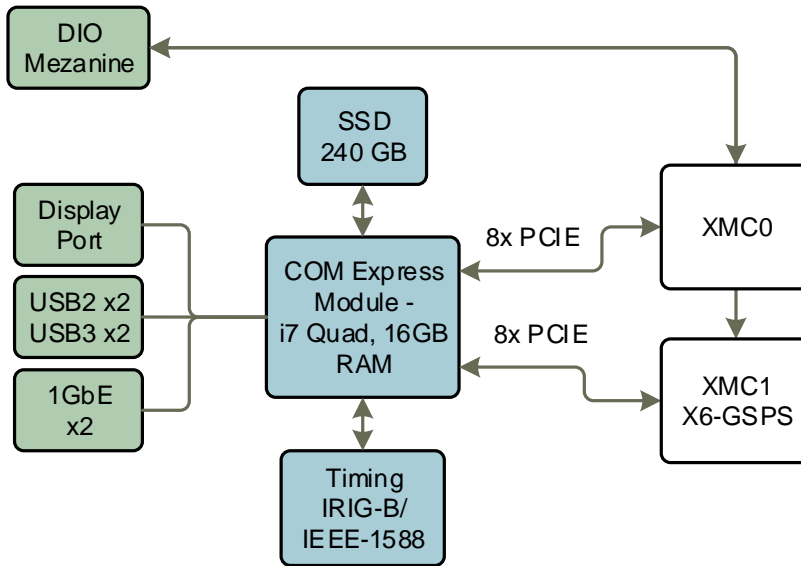 DIO
Mezanine
SSD
240 GB
Display
Port
USB2 x2
USB3 x2
1GbE
x2
COM Express
Module -
i7 Quad, 16GB
RAM
8x PCIE
8x PCIE
XMC0
XMC1
X6-GSPS
Timing
IRIG-B/
IEEE-1588